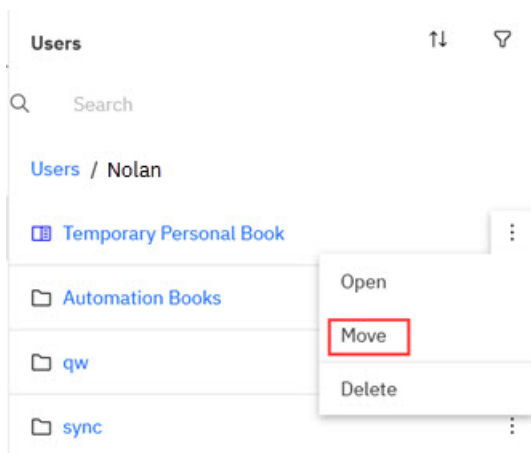 Users
Search
Users / Nolan
Temporary Personal Book
Open
Automation Books
Move
qw
Delete
sync